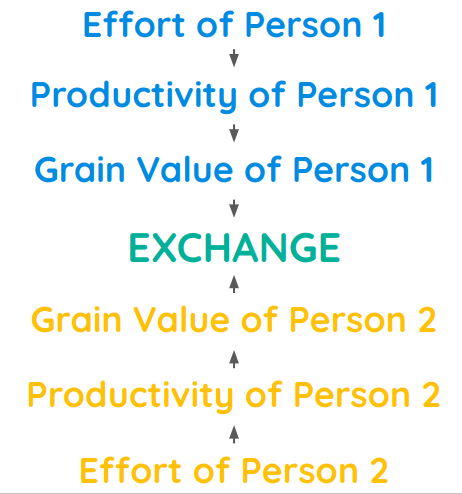 Effort of Person 1
Productivity of Person 1
Grain Value of Person 1
EXCHANGE
Grain Value of Person 2
Productivity of Person 2
Effort of Person 2